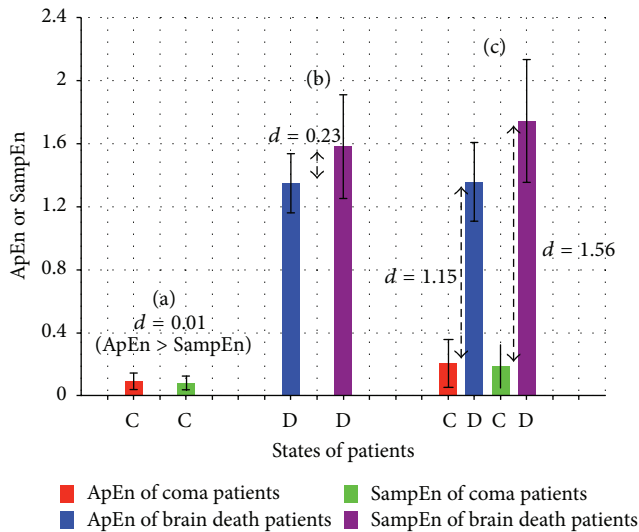 2.4
2
1.6
1.2
0.8
0.4
0
ApEn or SampEn
(a)
d = 0.01
(ApEn > SampEn)
(b)
d = 0.23
(c)
d = 1.15
d = 1.56
C C D D C D C D
States of patients
ApEn of coma patients
SampEn of coma patients
ApEn of brain death patients
SampEn of brain death patients